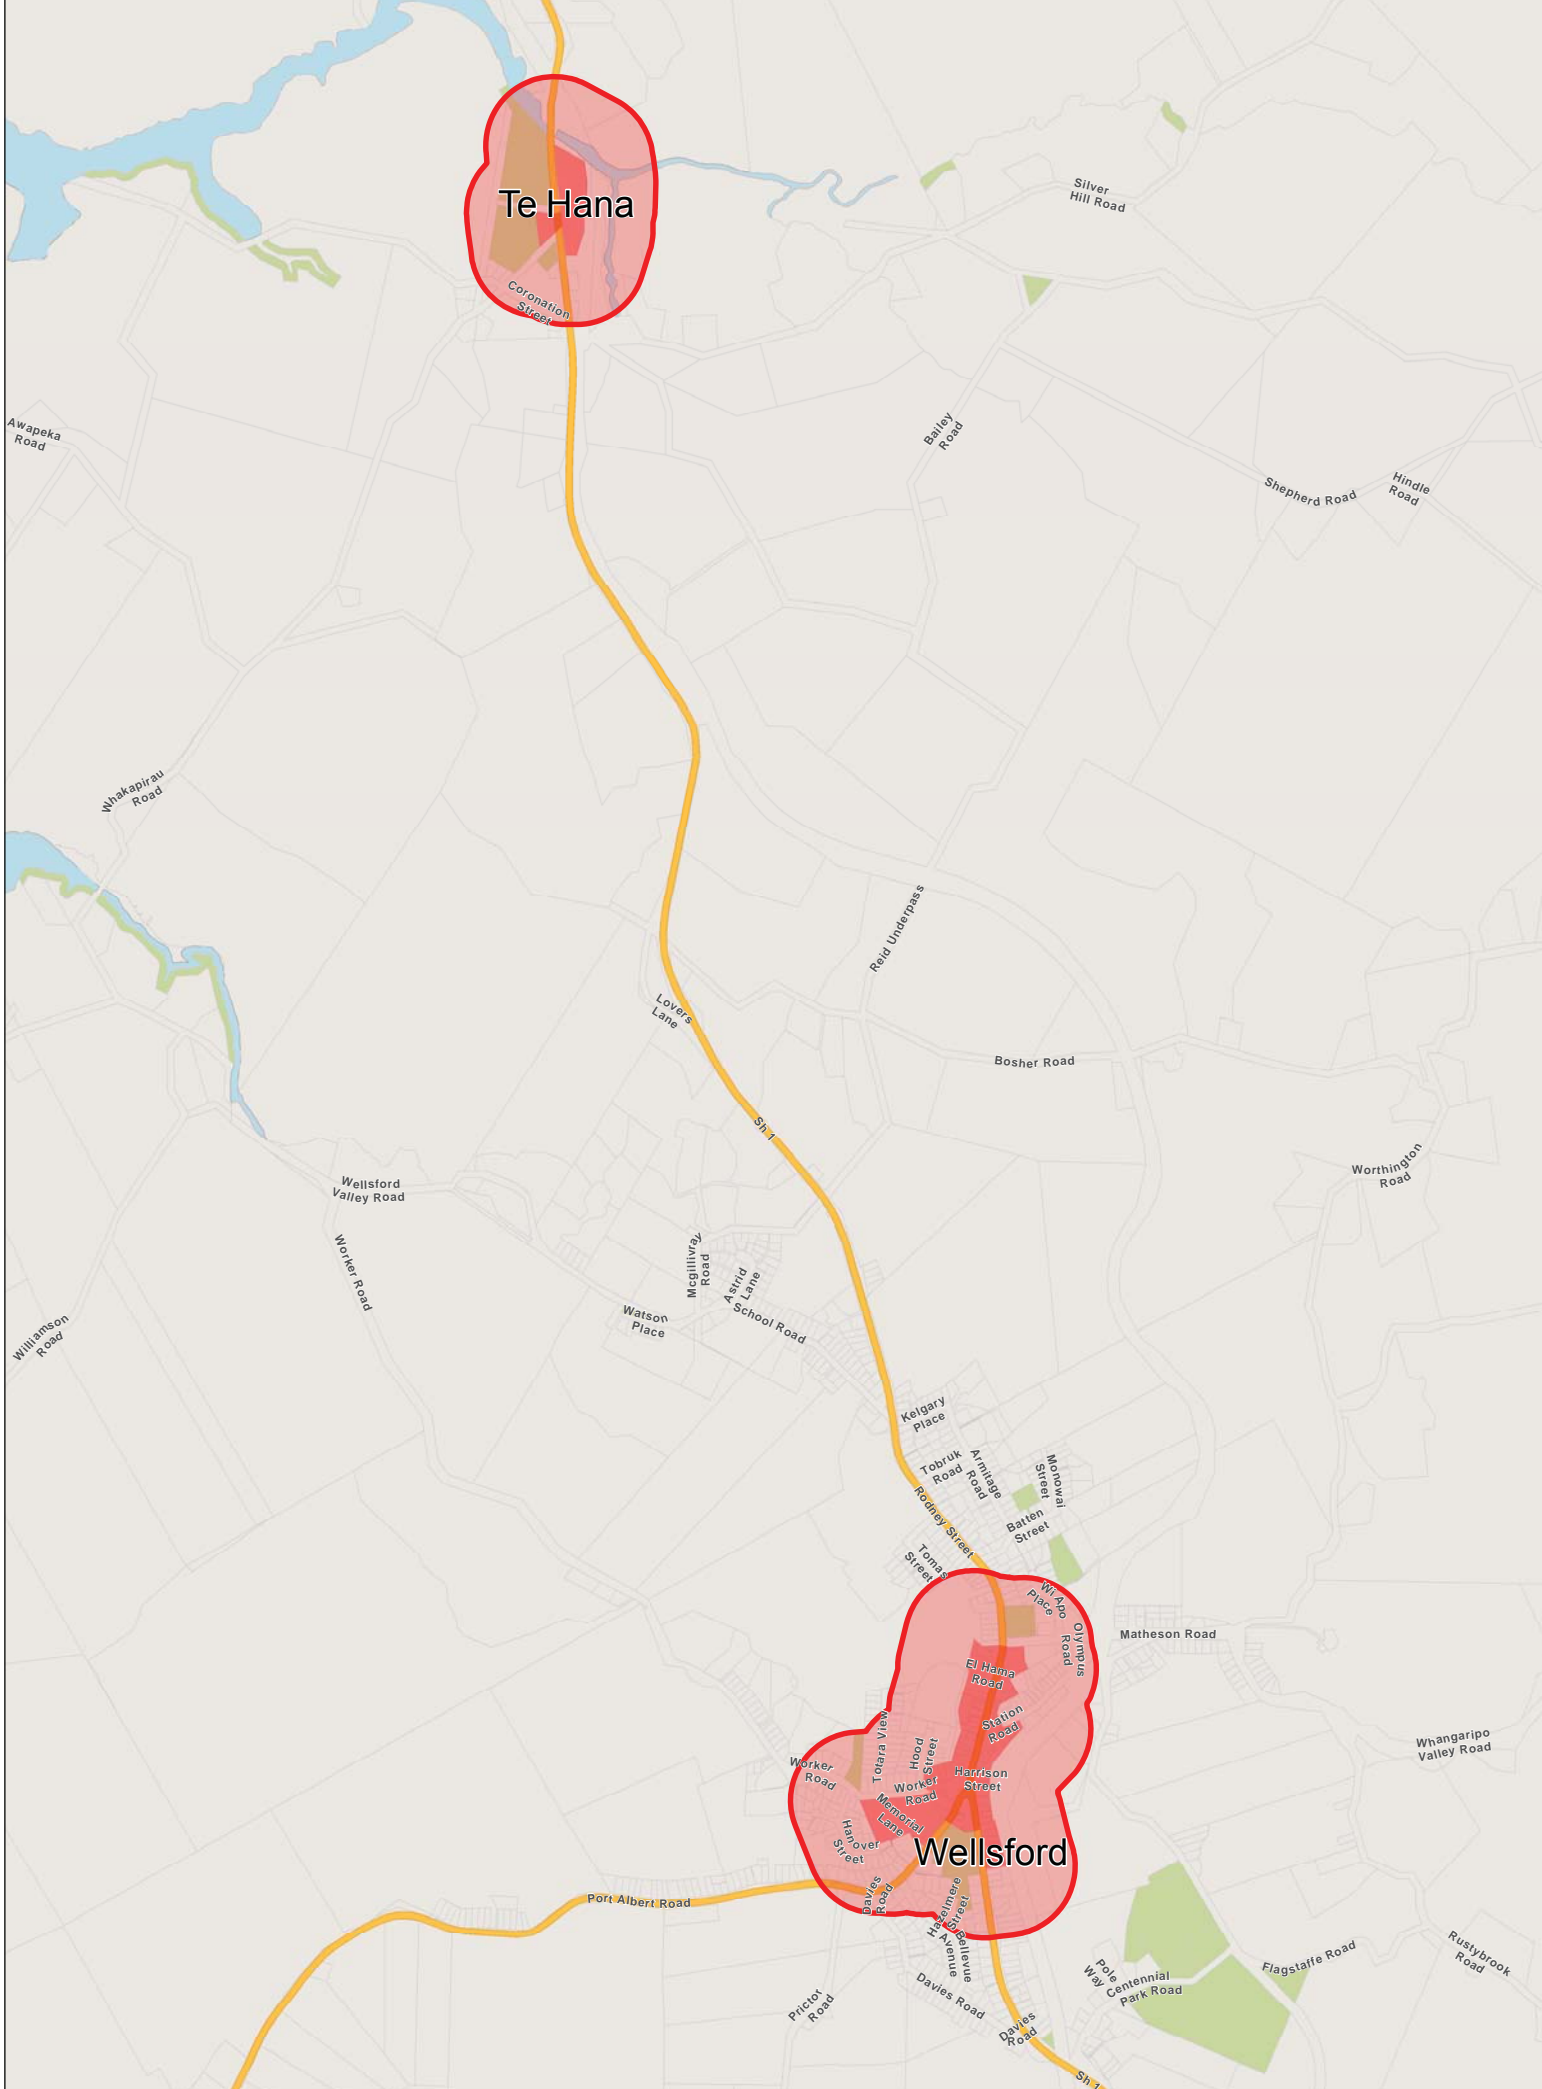 Silver
Hill Road
Te Hana
Coronation
Street
Awapeka
Road
Bailey
Road
Shepherd Road
Hindle
Road
Whakapirau
Road
Reid Underpass
Lovers
Lane
Bosher Road
Sh 1
Worthington
Road
Wellsford
Valley Road
Worker Road
Mcgillivray
Road
Astrid
Lane
School Road
Watson
Place
Williamson
Road
Kelgary
Place
Tobruk
Road
Armitage
Road
Monowai
Street
Rodney Street
Batten
Street
Tomas
Street
Wi Apo
Place
Olympus
Road
Matheson Road
El Hama
Road
Station
Road
Totara View
Hood
Street
Whangaripo
Valley Road
Worker
Road
Worker
Road
Harrison
Street
Memorial
Lane
Hanover
Street
Wellsford
Port Albert Road
Davies
Road
Hazelmere
Street
Bellevue
Avenue
Flagstaffe Road
Rustybrook
Road
Pole
Way
Centennial
Park Road
Davies Road
Prictor
Road
Davies
Road
Sh 1